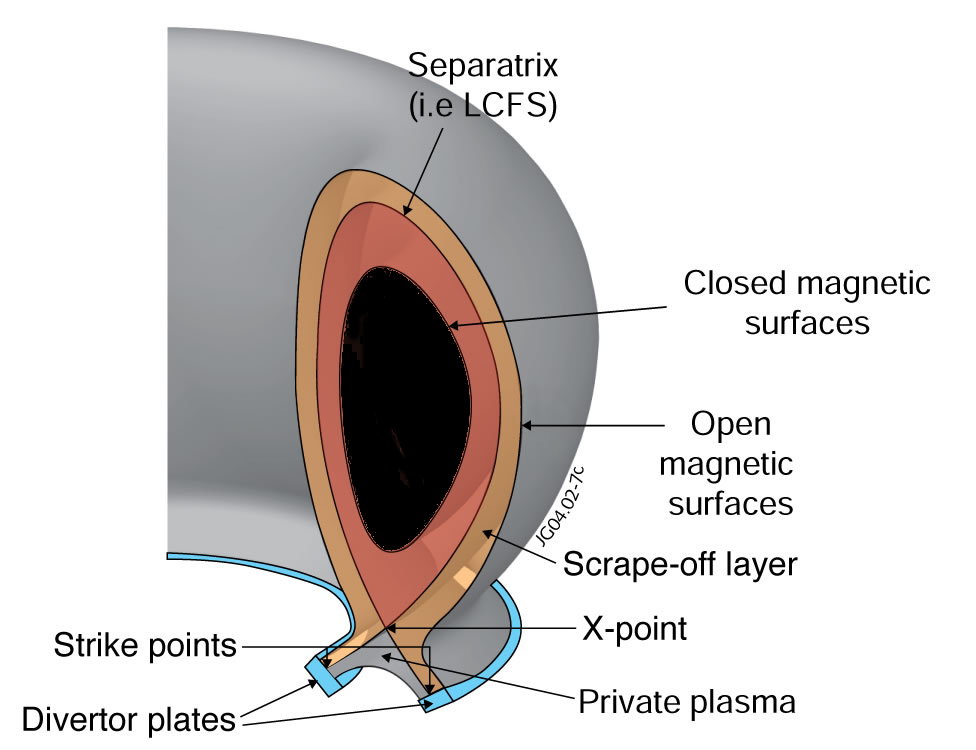 Separatrix
(i.e LCFS)
Closed magnetic
surfaces
Open
magnetic
surfaces
JG04.02-7c
Scrape-off layer
X-point
Strike points
Private plasma
Divertor plates